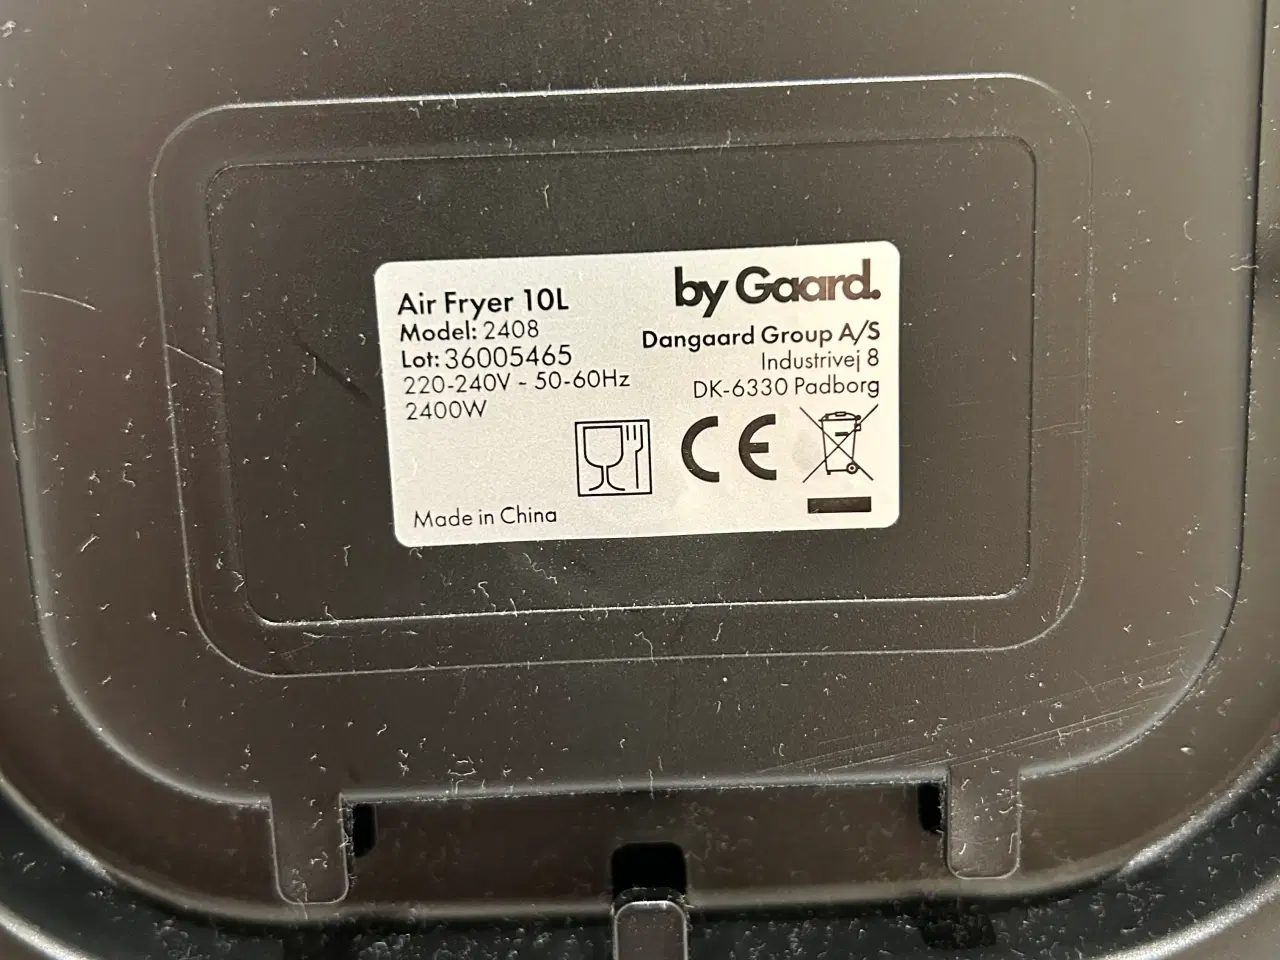 Air Fryer 10L
Model: 2408
Lot: 36005465
220-240V ~ 50-60Hz
2400W
by Gaard.
Dangaard Group A/S
Industrivej 8
DK-6330 Padborg
CE
Made in China